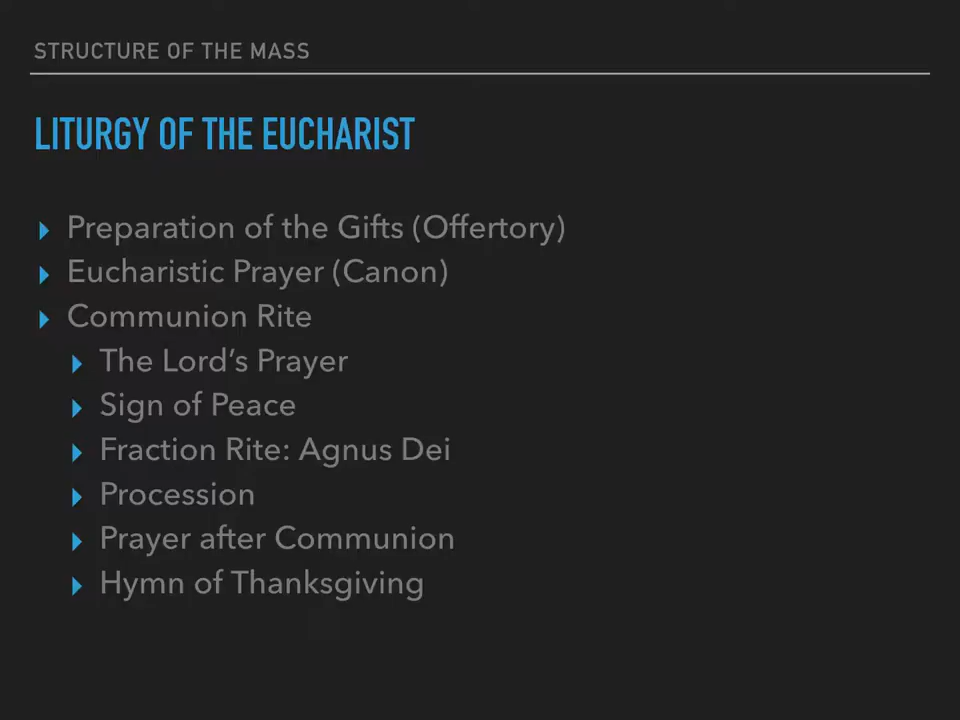 STRUCTURE OF THE MASS
LITURGY OF THE EUCHARIST
Preparation of the Gifts (Offertory)
Eucharistic Prayer (Canon)
Communion Rite
The Lord’s Prayer
Sign of Peace
Fraction Rite: Agnus Dei
Procession
Prayer after Communion
Hymn of Thanksgiving